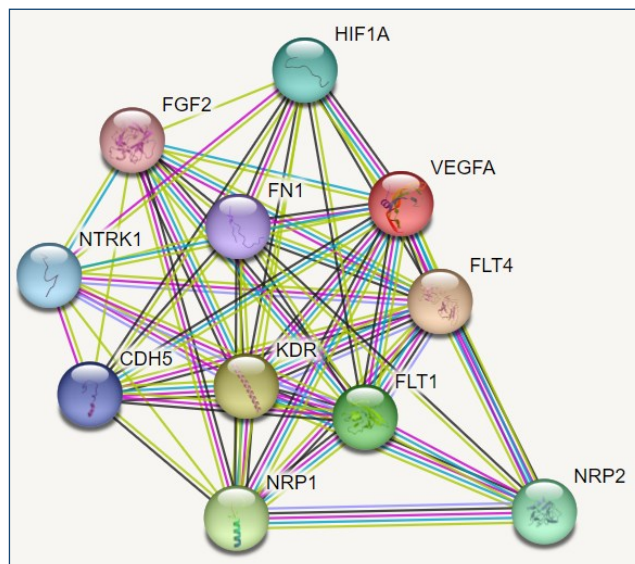 HIF1A
FGF2
VEGFA
FN1
NTRK1
FLT4
CDH5
KDR
FLT1
NRP1
NRP2